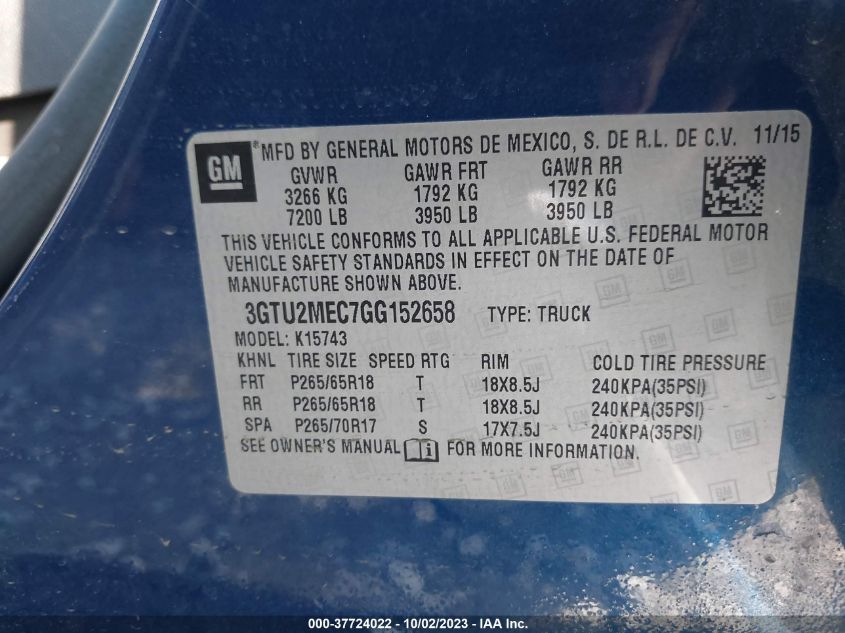 GM ® MFD BY GENERAL MOTORS DE MEXICO, S. DE R.L. DE C.V. 11/15
GVWR GAWR FRT GAWR RR
3266 KG 1792 KG 1792 KG
7200 LB 3950 LB 3950 LB
THIS VEHICLE CONFORMS TO ALL APPLICABLE U.S. FEDERAL MOTOR
VEHICLE SAFETY STANDARDS IN EFFECT ON THE DATE OF
MANUFACTURE SHOWN ABOVE.
3GTU2MEC7GG152658 TYPE: TRUCK
MODEL: K15743
KHNL TIRE SIZE SPEED RTG RIM COLD TIRE PRESSURE
FRT P265/65R18 T 18X8.5J 240KPA(35PSI)
RR P265/65R18 T 18X8.5J 240KPA(35PSI)
SPA P265/70R17 S 17X7.5J 240KPA(35PSI)
SEE OWNER'S MANUAL i FOR MORE INFORMATION.
000-37724022 - 10/02/2023 - IAA Inc.